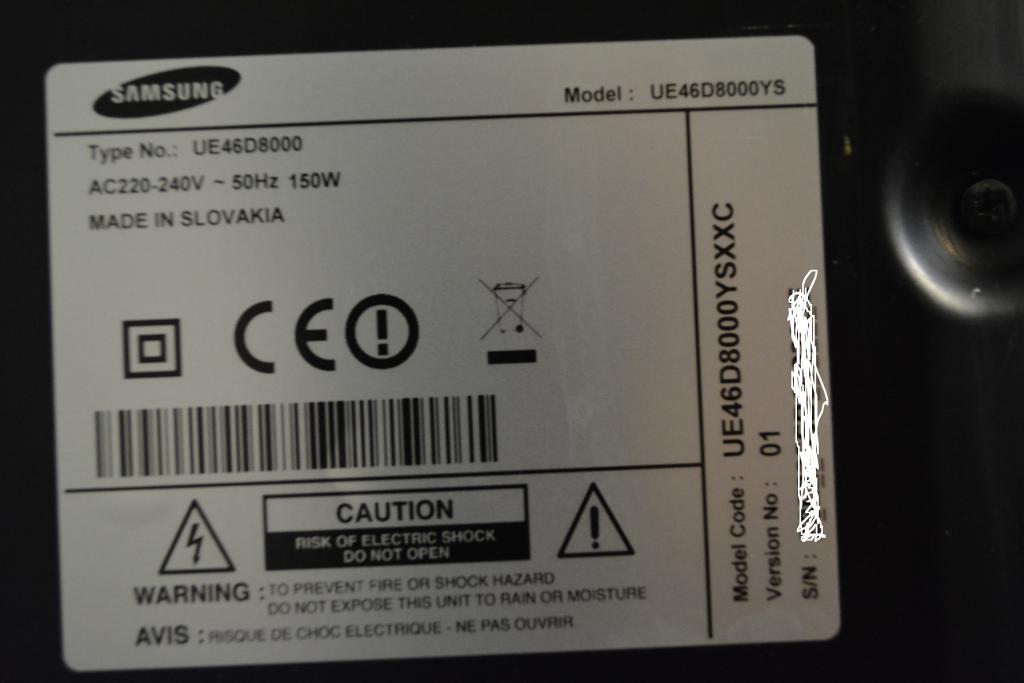 SAMSUNG
Model : UE46D8000YS
Type No.: UE46D8000
AC220-240V ~ 50Hz 150W
MADE IN SLOVAKIA
CE
CAUTION
RISK OF ELECTRIC SHOCK
DO NOT OPEN
WARNING : TO PREVENT FIRE OR SHOCK HAZARD
DO NOT EXPOSE THIS UNIT TO RAIN OR MOISTURE
AVIS : RISQUE DE CHOC ELECTRIQUE - NE PAS OUVRIR
Model Code : UE46D8000YSXXC
Version No : 01
S/N :